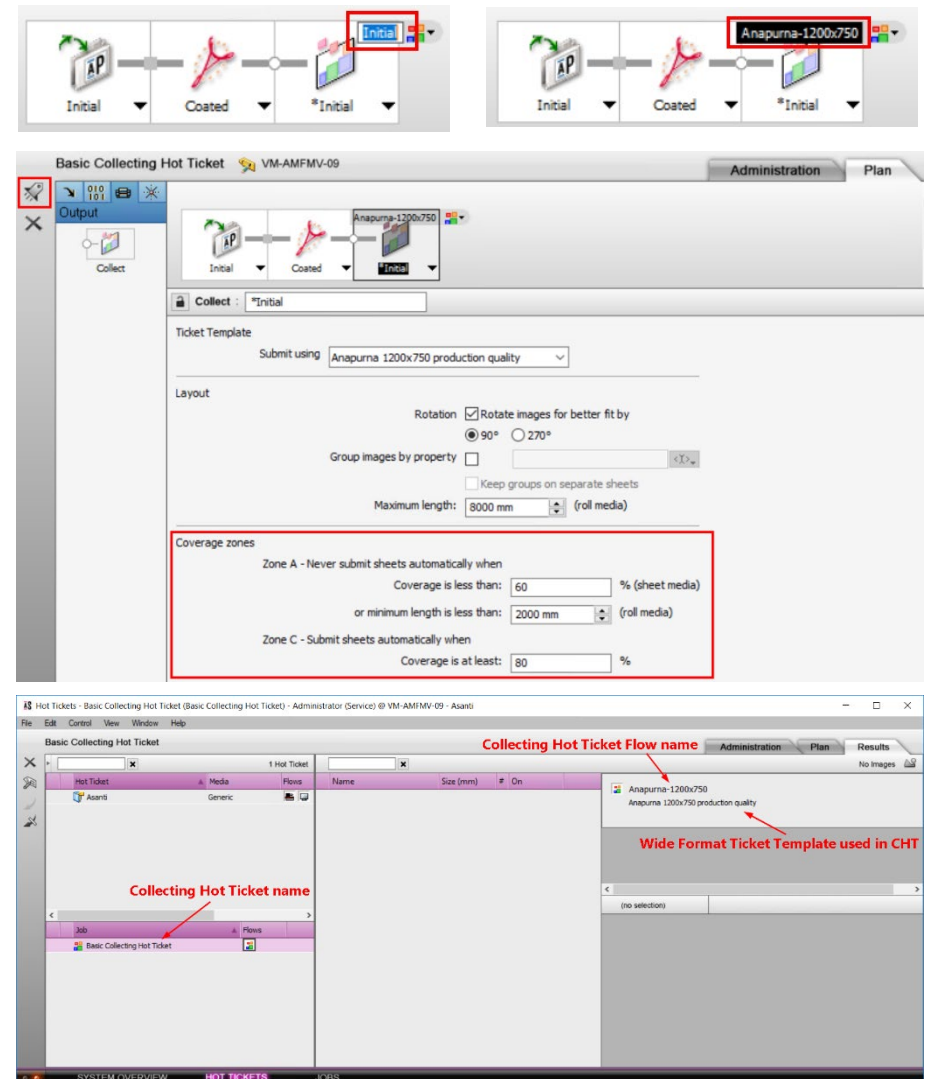 Initial
Initial
Coated
*Initial
Anapurna-1200x750
Initial
Coated
*Initial
Basic Collecting Hot Ticket VM-AMFMV-09
Administration Plan
Output
Collect
Anapurna-1200x750
Initial
Coated
*Initial
Collect : *Initial
Ticket Template
Submit using Anapurna 1200x750 production quality
Layout
Rotation Rotate images for better fit by
90° 270°
Group images by property
Keep groups on separate sheets
Maximum length: 8000 mm (roll media)
Coverage zones
Zone A - Never submit sheets automatically when
Coverage is less than: 60 % (sheet media)
or minimum length is less than: 2000 mm (roll media)
Zone C - Submit sheets automatically when
Coverage is at least: 80 %
Hot Tickets - Basic Collecting Hot Ticket (Basic Collecting Hot Ticket) - Administrator (Service) @ VM-AMFMV-09 - Asanti
File Edit Control View Window Help
Basic Collecting Hot Ticket
Collecting Hot Ticket Flow name
Administration Plan Results
1 Hot Ticket
No Images
Hot Ticket Media Flows
Name Size (mm) # On
Asanti Generic
Anapurna-1200x750
Anapurna 1200x750 production quality
Wide Format Ticket Template used in CHT
Collecting Hot Ticket name
(no selection)
Job Flows
Basic Collecting Hot Ticket
SYSTEM OVERVIEW HOT TICKETS JOBS